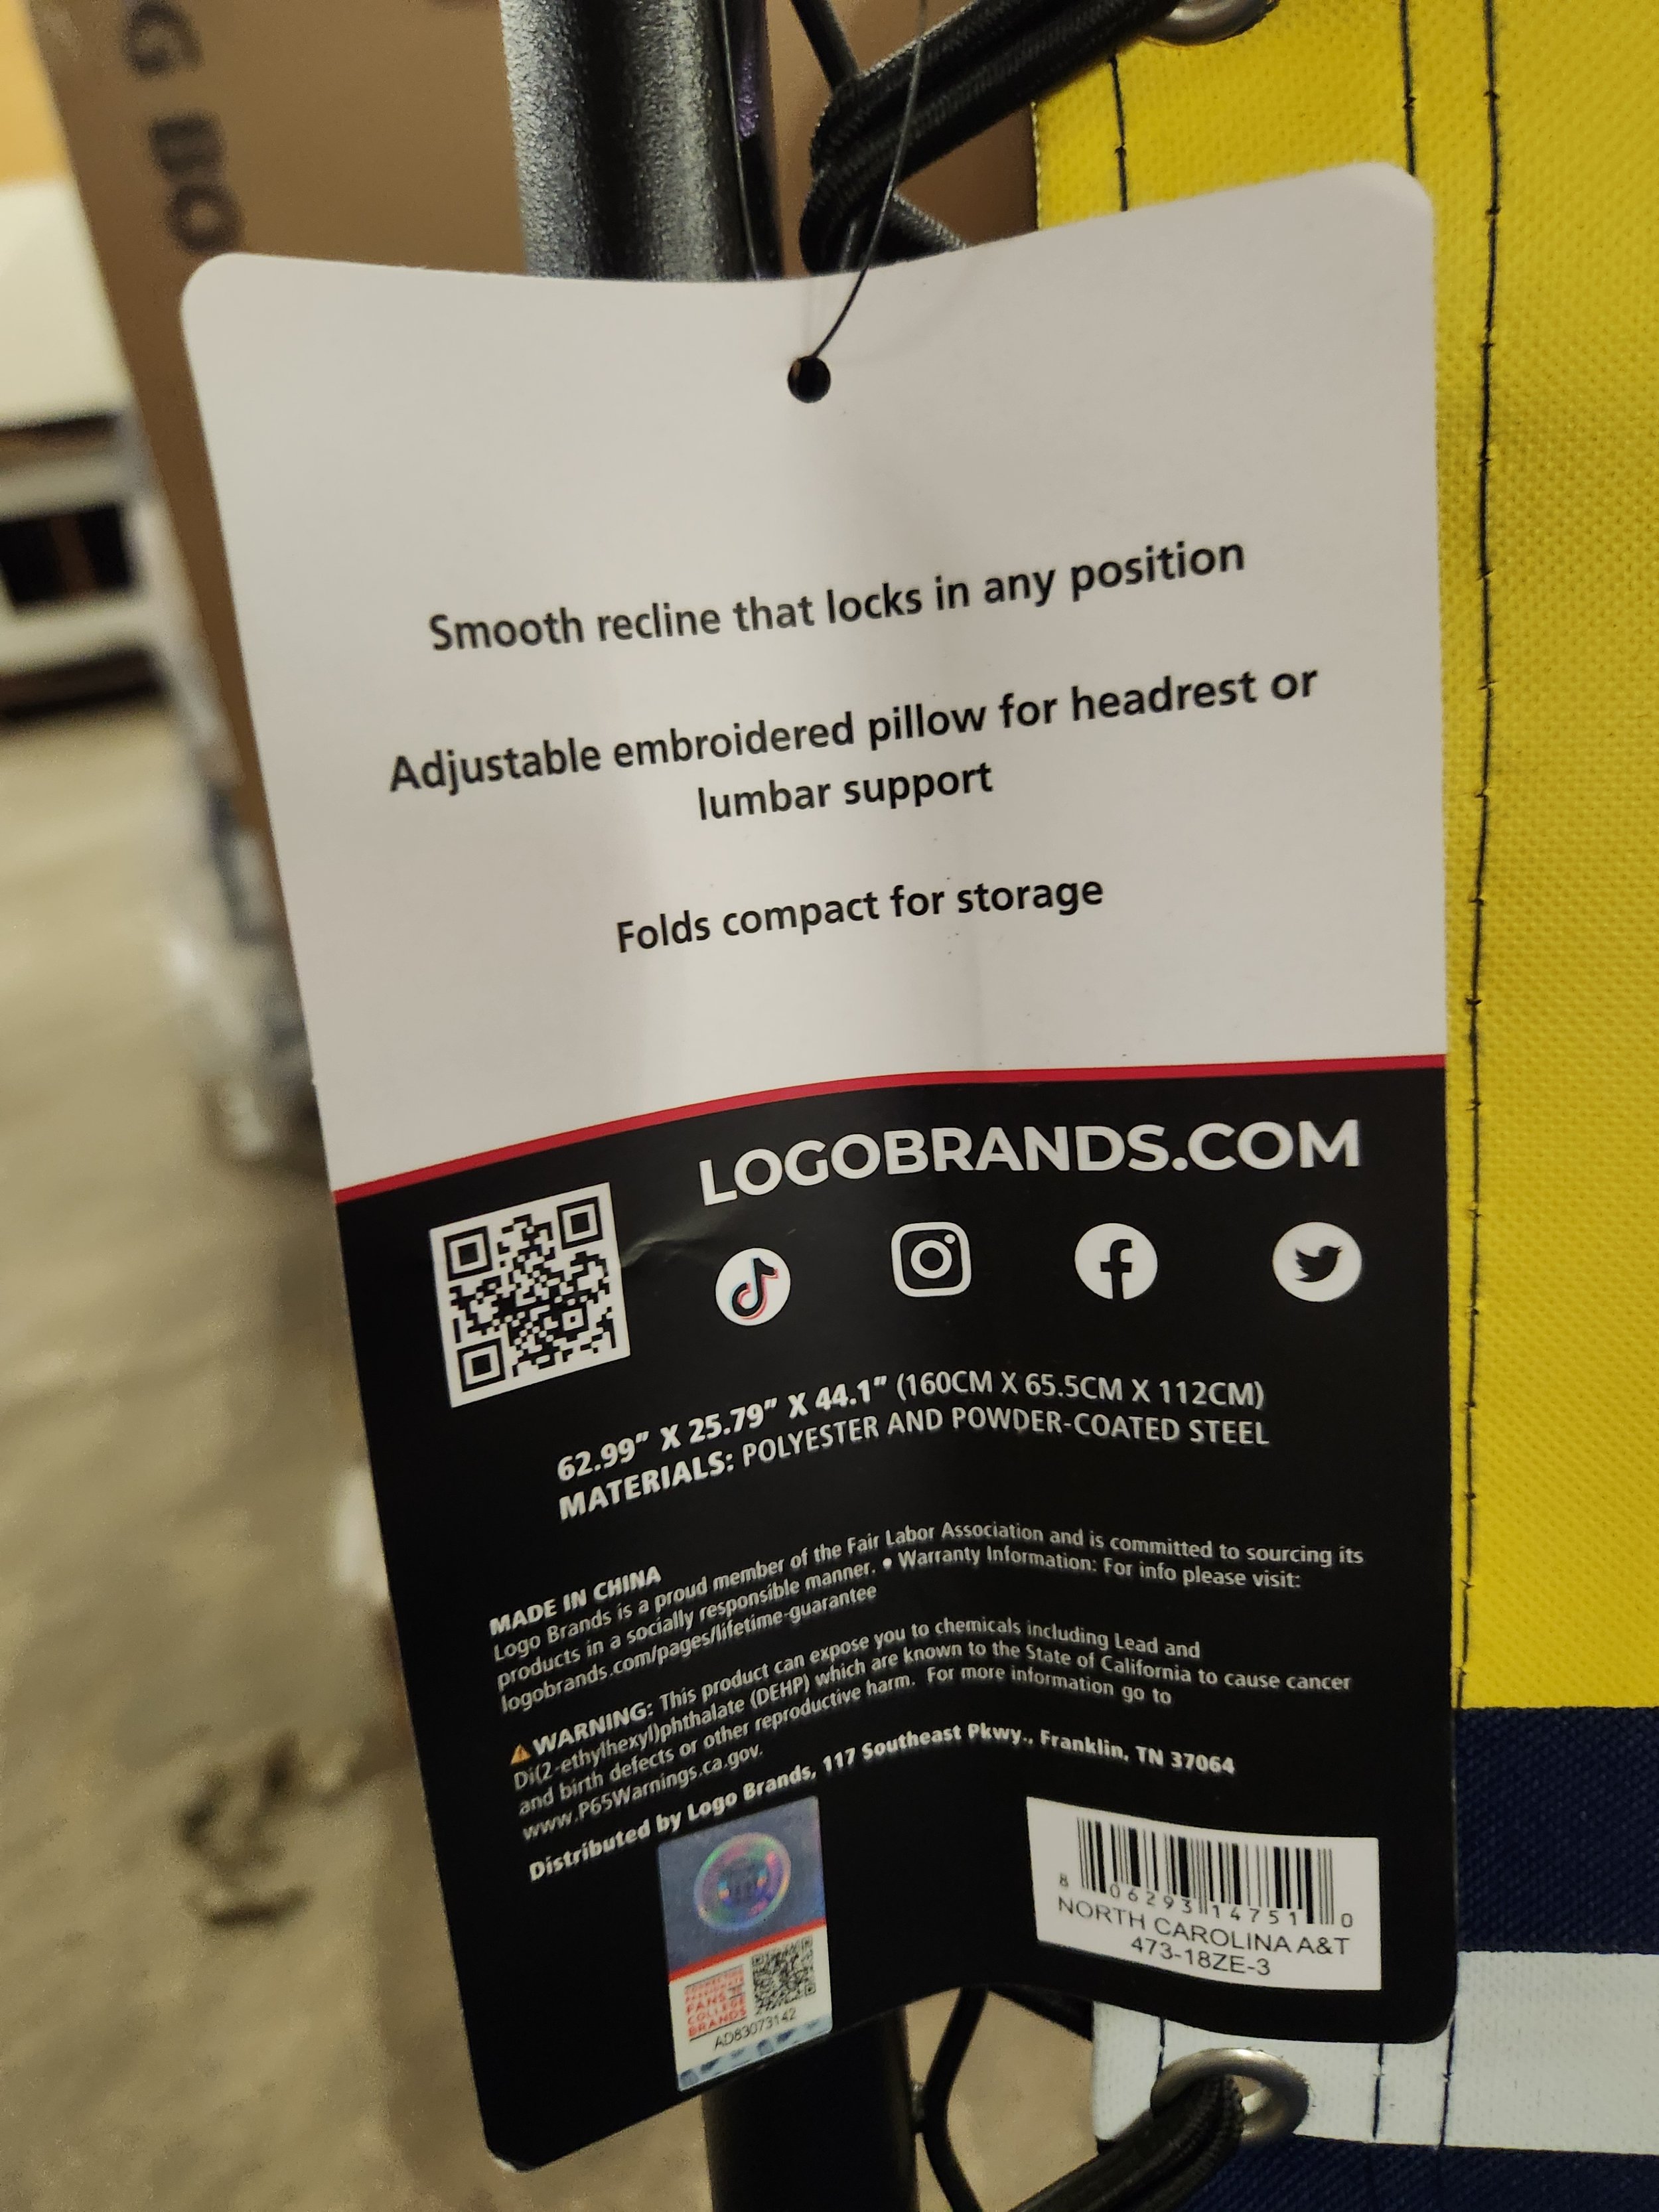 G BO
Smooth recline that locks in any position
Adjustable embroidered pillow for headrest or
lumbar support
Folds compact for storage
LOGOBRANDS.COM
62.99” X 25.79” X 44.1” (160CM X 65.5CM X 112CM)
MATERIALS: POLYESTER AND POWDER-COATED STEEL
MADE IN CHINA
Logo Brands is a proud member of the Fair Labor Association and is committed to sourcing its
products in a socially responsible manner. • Warranty Information: For info please visit:
logobrands.com/pages/lifetime-guarantee
⚠WARNING: This product can expose you to chemicals including Lead and
Di(2-ethylhexyl)phthalate (DEHP) which are known to the State of California to cause cancer
and birth defects or other reproductive harm. For more information go to
www.P65Warnings.ca.gov.
Distributed by Logo Brands, 117 Southeast Pkwy., Franklin, TN 37064
FANS
COLLEGE
BRANDS
AD83073142
8 06293 14751 0
NORTH CAROLINA A&T
473-18ZE-3